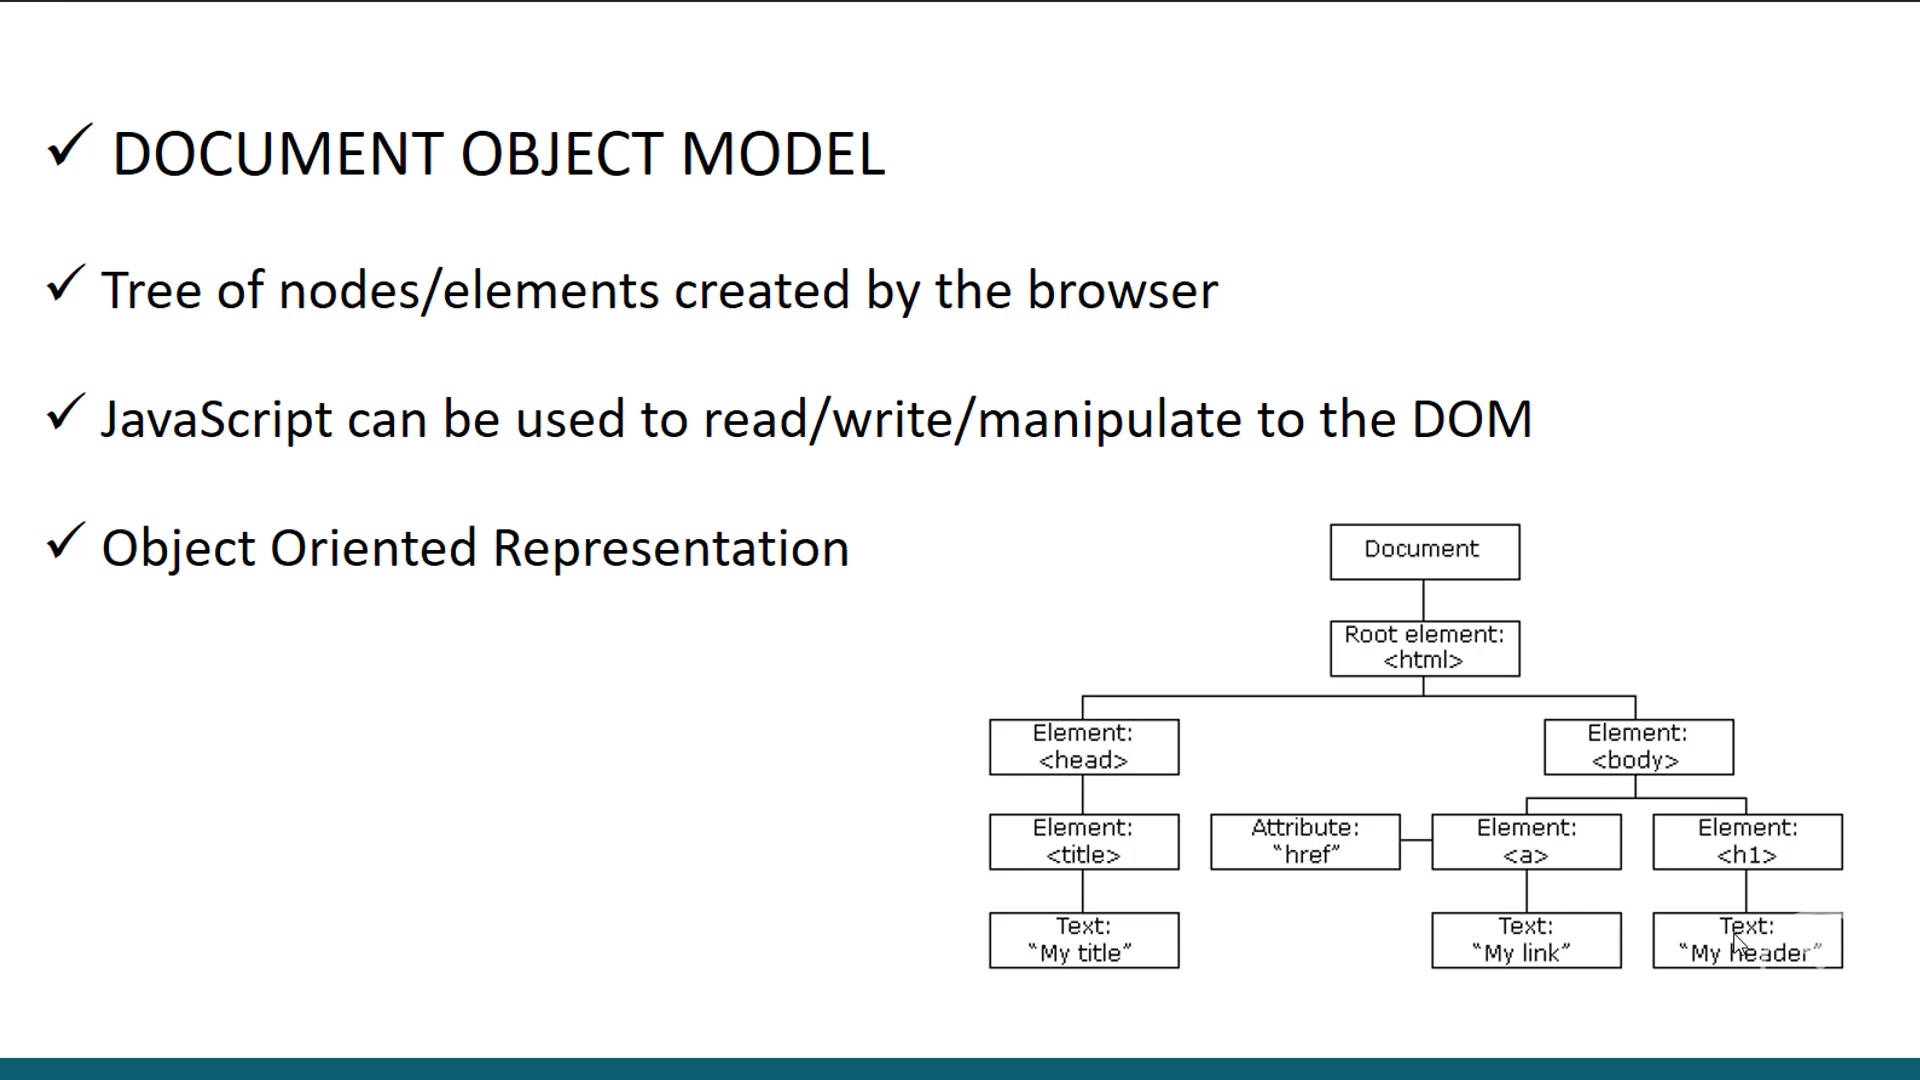 DOCUMENT OBJECT MODEL
Tree of nodes/elements created by the browser
JavaScript can be used to read/write/manipulate to the DOM
Object Oriented Representation
Document
Root element:
<html>
Element:
<head>
Element:
<body>
Element:
<title>
Attribute:
“href”
Element:
<a>
Element:
<h1>
Text:
“My title”
Text:
“My link”
Text:
“My header”